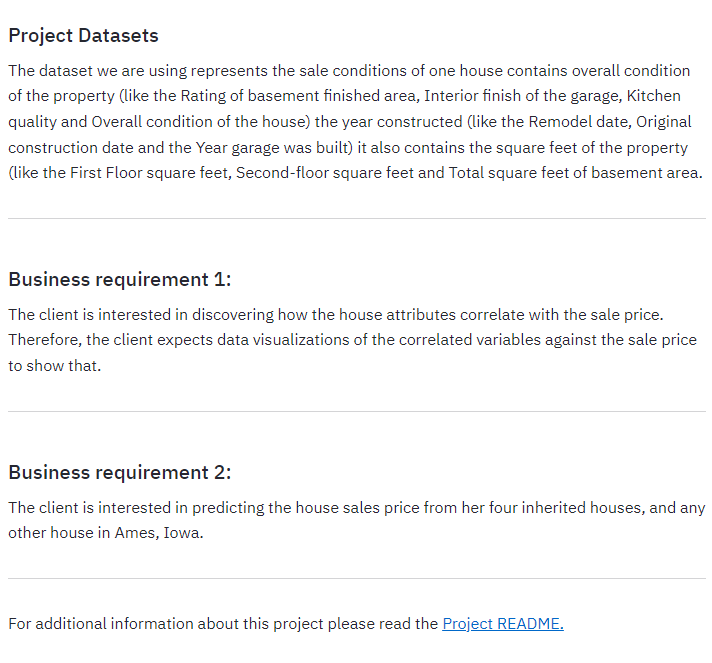 Project Datasets
The dataset we are using represents the sale conditions of one house contains overall condition
of the property (like the Rating of basement finished area, Interior finish of the garage, Kitchen
quality and Overall condition of the house) the year constructed (like the Remodel date, Original
construction date and the Year garage was built) it also contains the square feet of the property
(like the First Floor square feet, Second-floor square feet and Total square feet of basement area.
Business requirement 1:
The client is interested in discovering how the house attributes correlate with the sale price.
Therefore, the client expects data visualizations of the correlated variables against the sale price
to show that.
Business requirement 2:
The client is interested in predicting the house sales price from her four inherited houses, and any
other house in Ames, Iowa.
For additional information about this project please read the Project README.